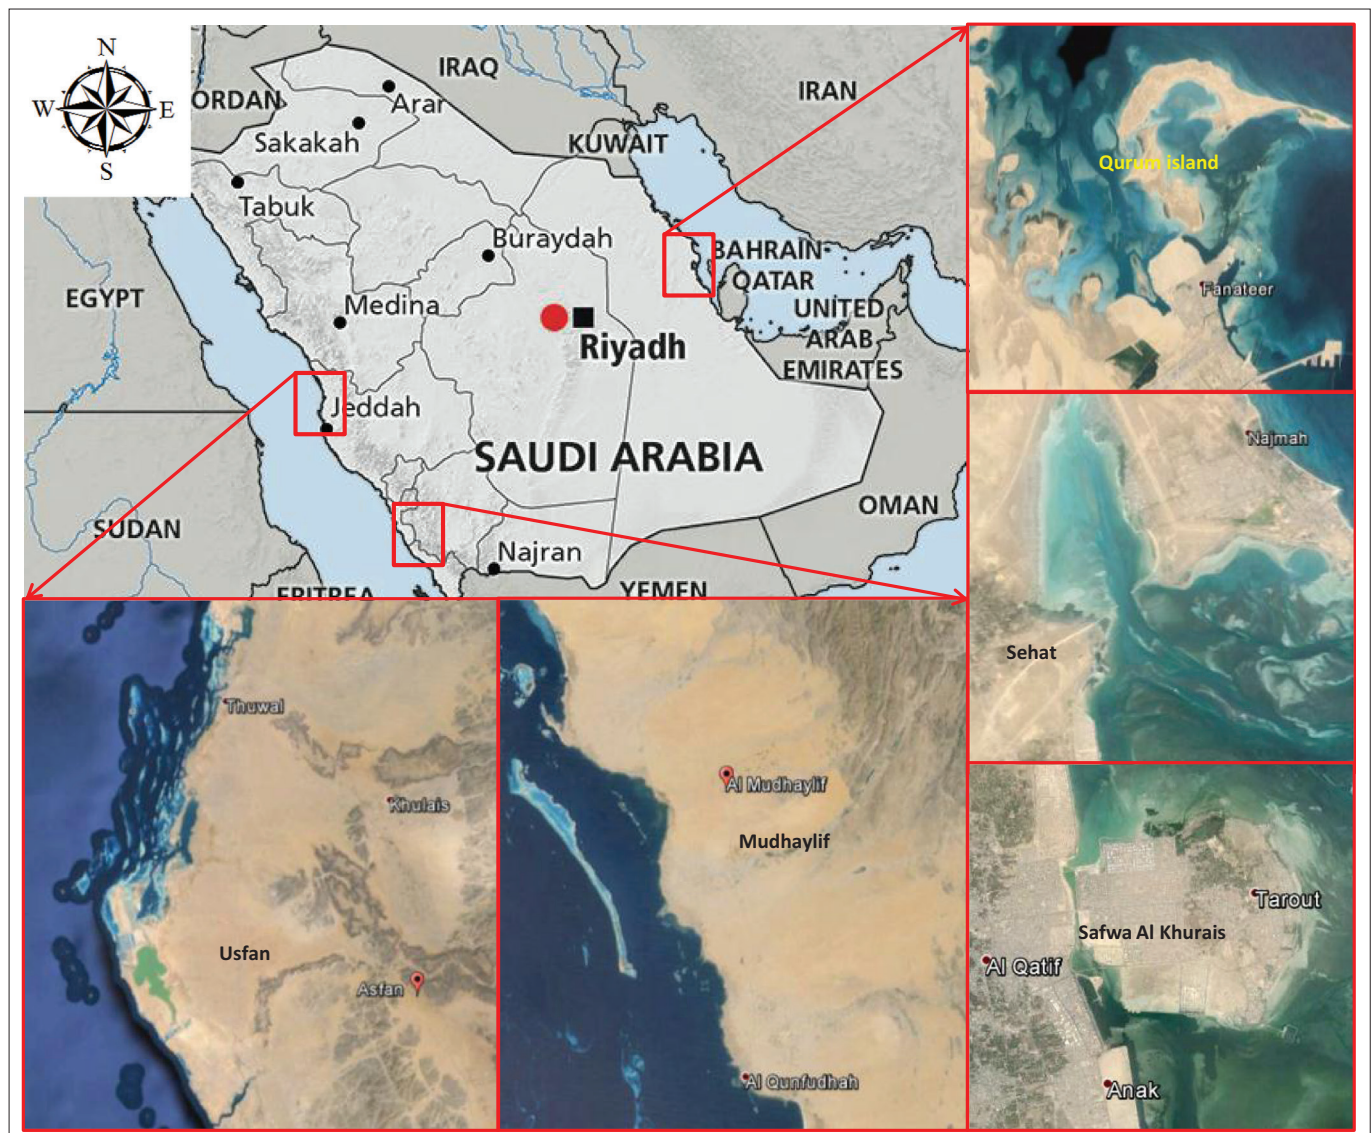 N
W
E
S
IRAQ
ORDAN
Arar
IRAN
Sakakah
KUWAIT
Tabuk
Buraydah
BAHRAIN
QATAR
EGYPT
Medina
UNITED
ARAB
EMIRATES
Riyadh
Jeddah
SAUDI ARABIA
OMAN
SUDAN
Najran
ERITREA
YEMEN
Qurum island
Fanateer
Najmah
Sehat
Thuwal
Khulais
Usfan
Asfan
Al Mudhaylif
Mudhaylif
Al Qunfudhah
Tarout
Safwa Al Khurais
Al Qatif
Anak